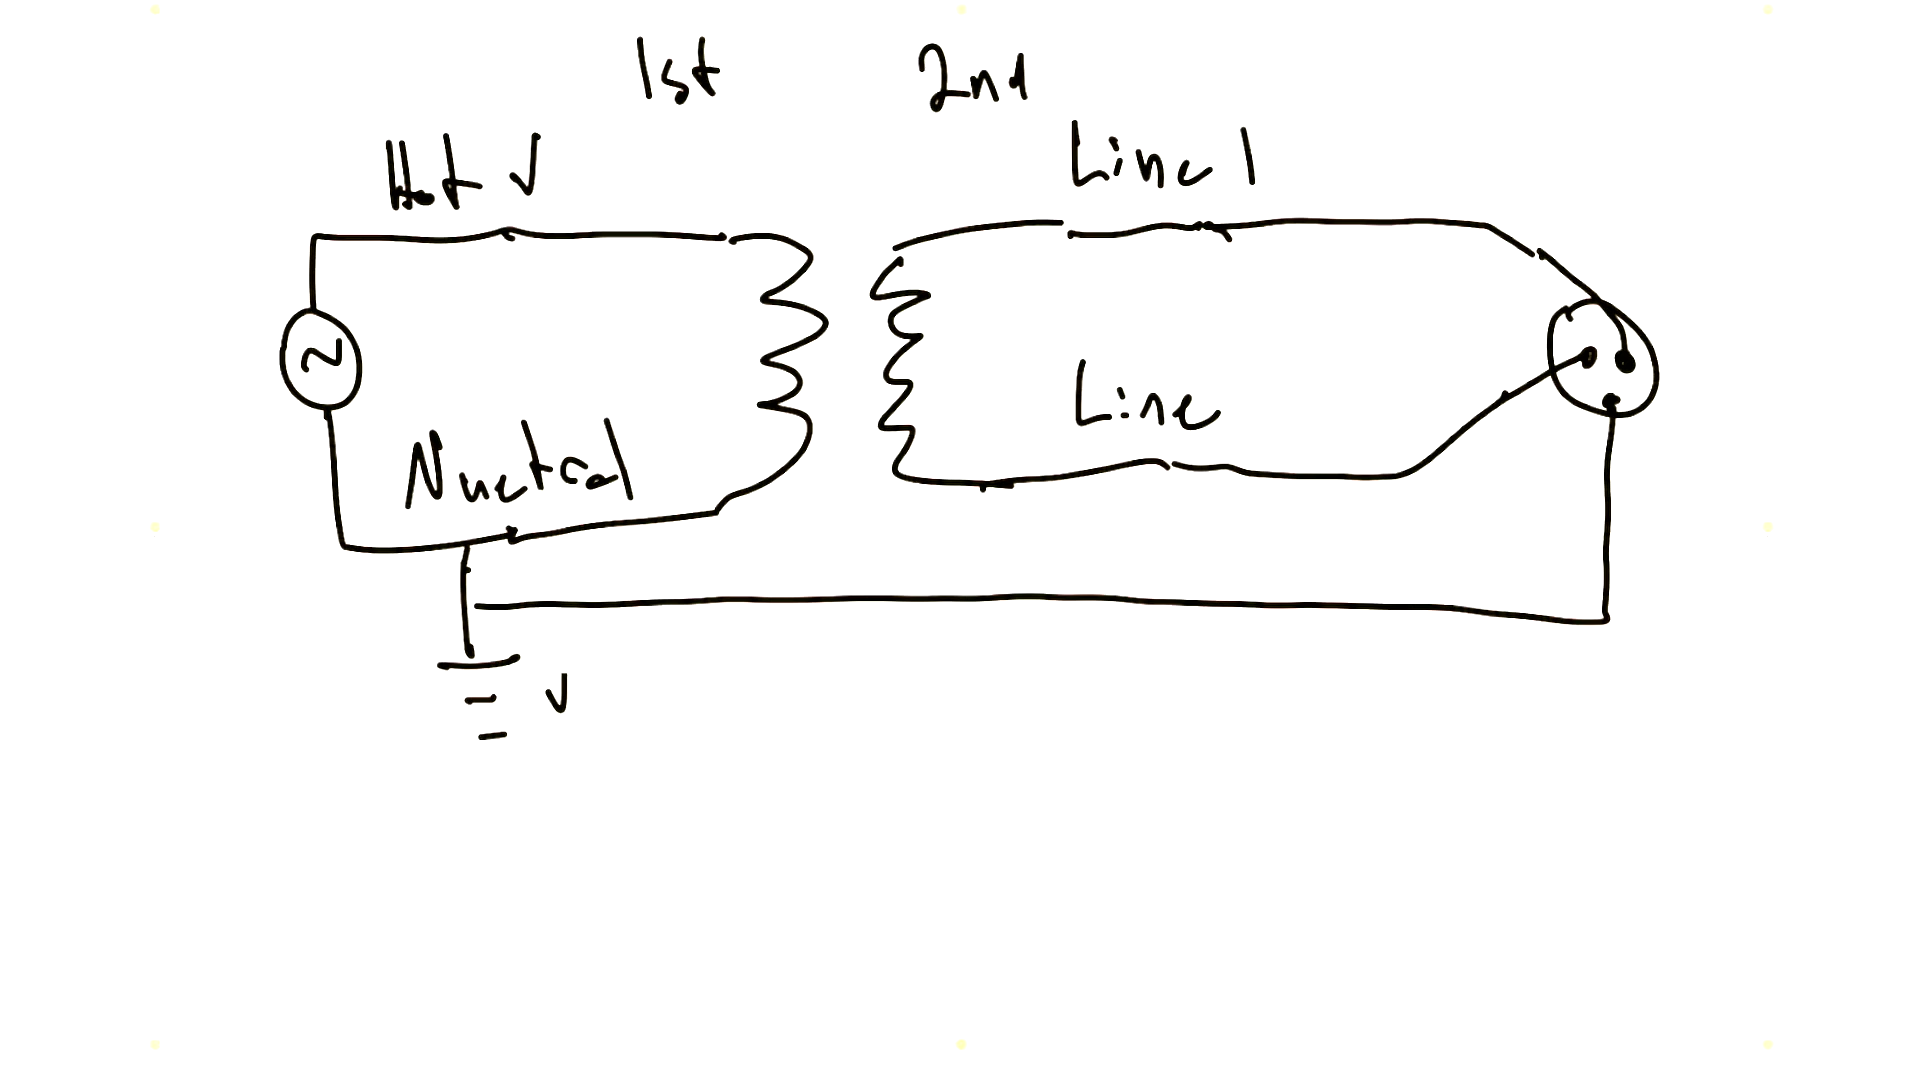 1st 2nd
Hot
Line 1
Line
Nuetral